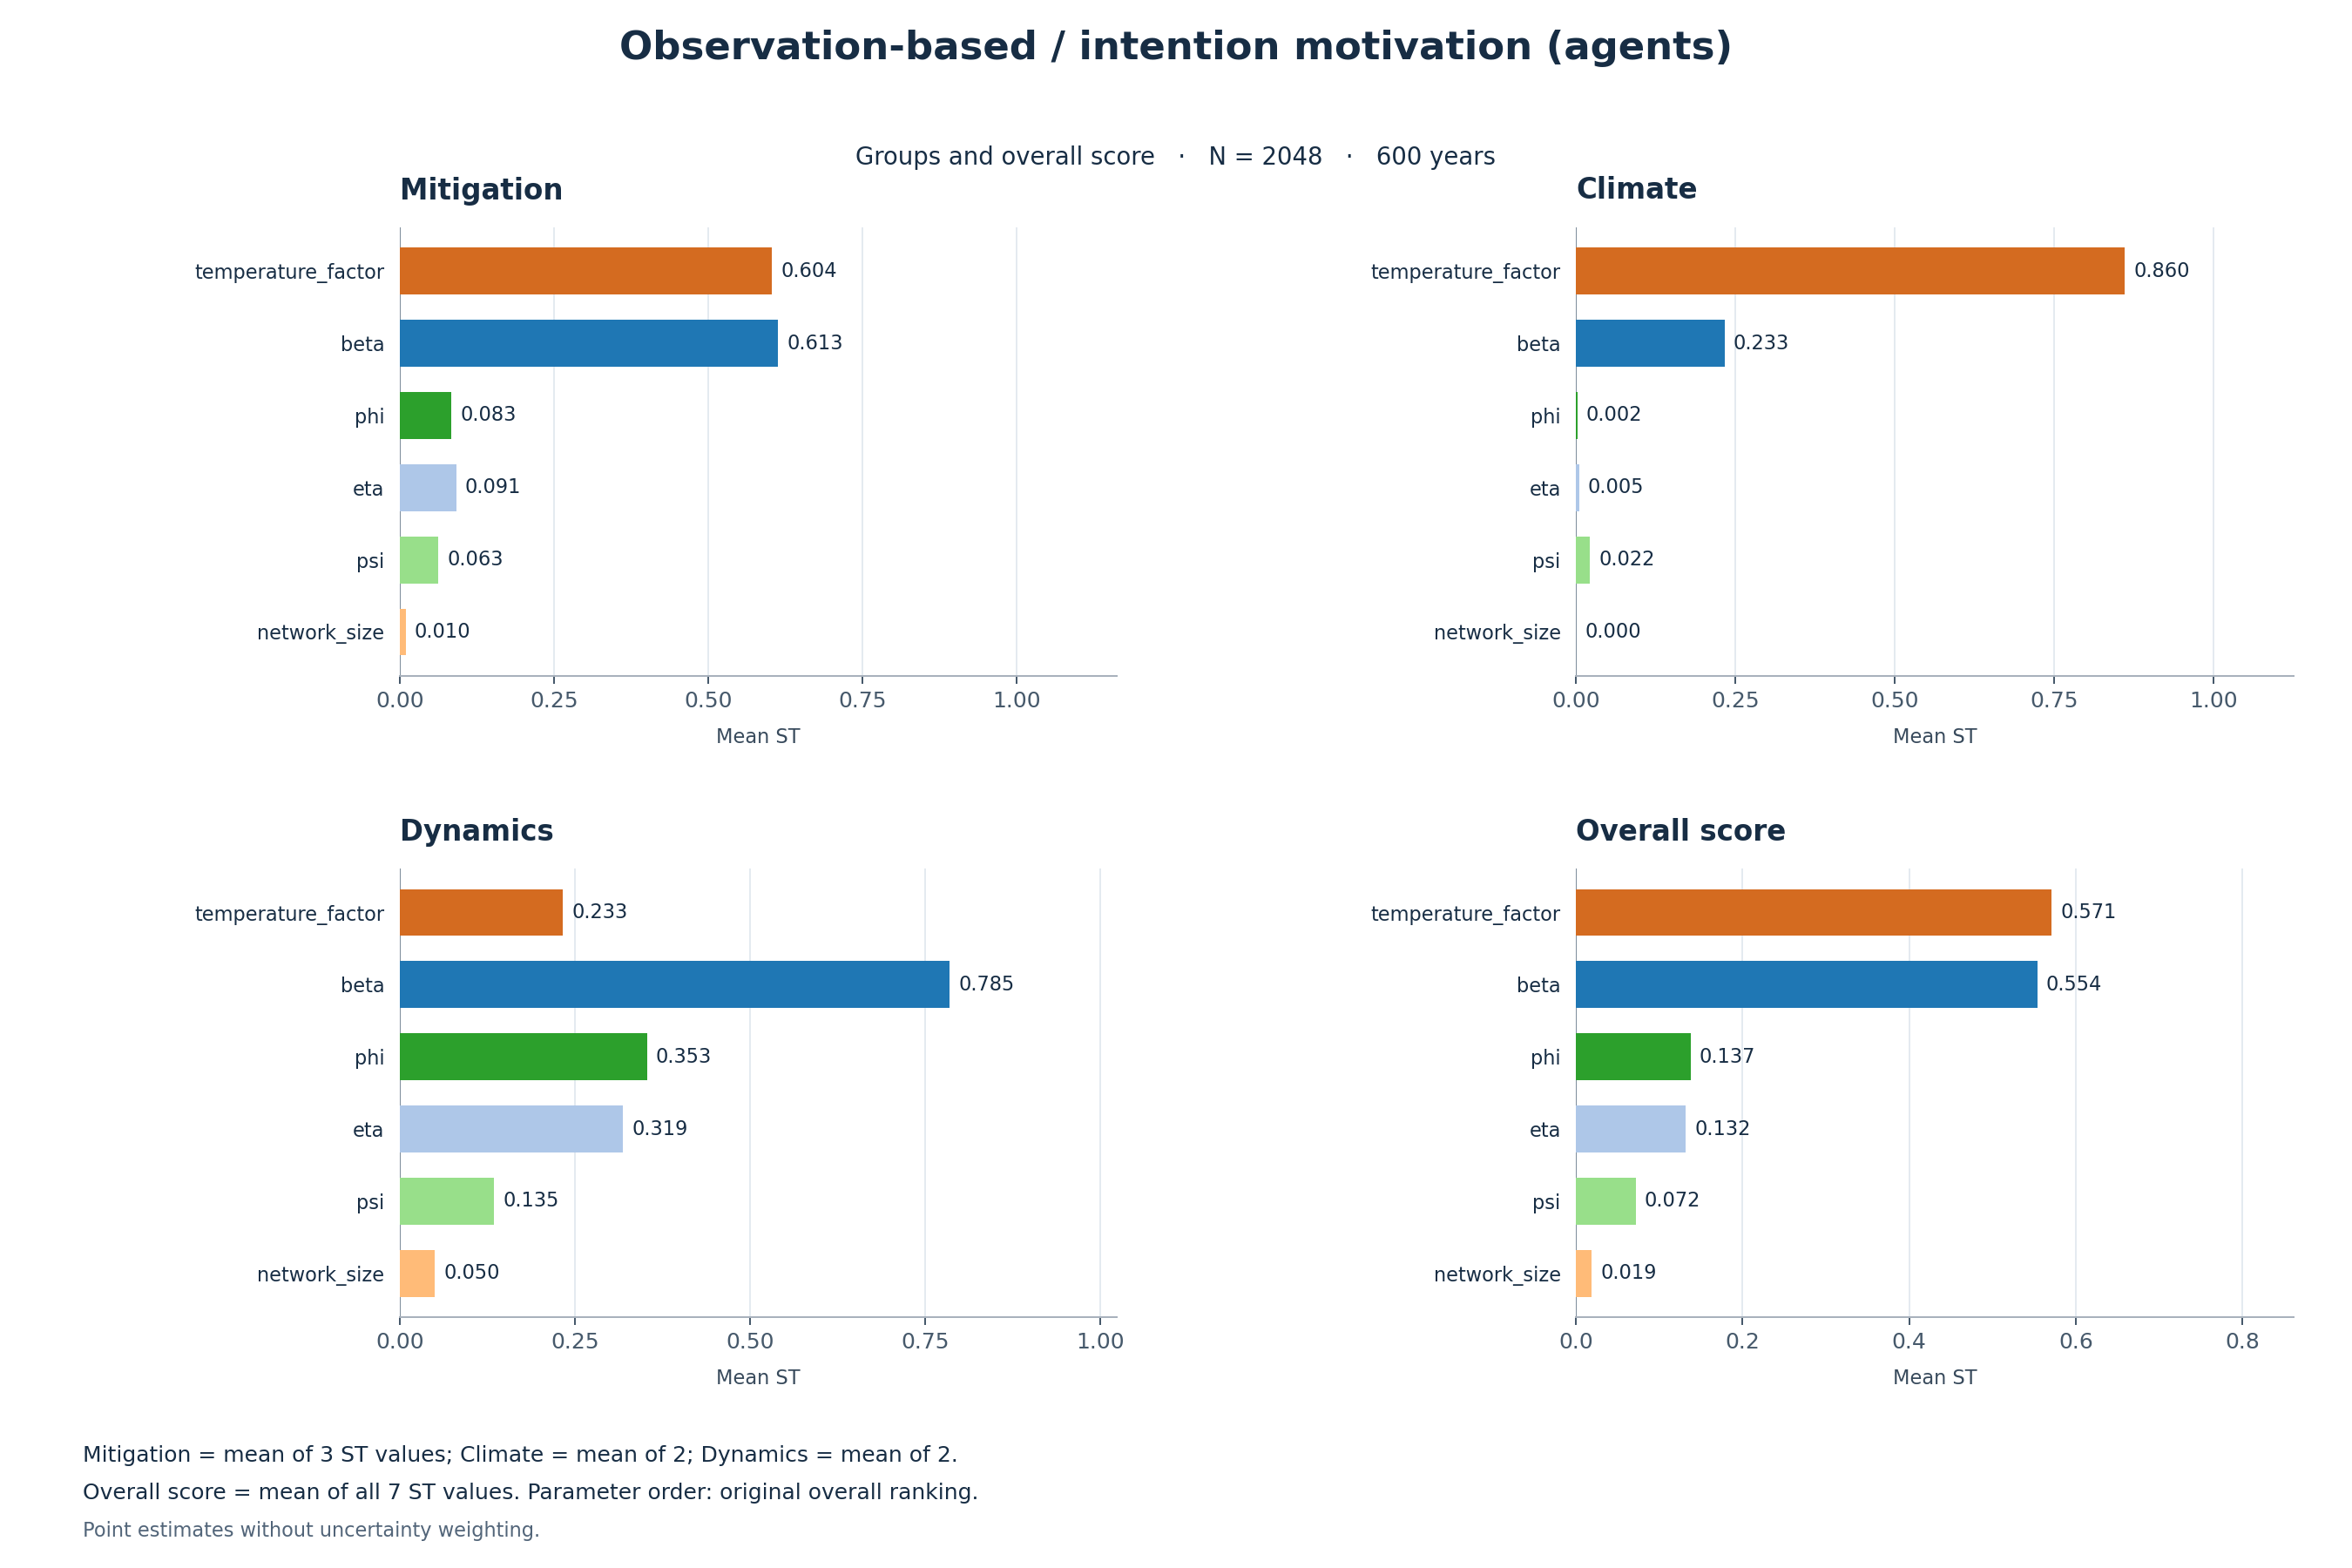 Observation-based / intention motivation (agents)
Groups and overall score · N = 2048 · 600 years
Mitigation
temperature_factor 0.604
beta 0.613
phi 0.083
eta 0.091
psi 0.063
network_size 0.010
0.00 0.25 0.50 0.75 1.00
Mean ST
Climate
temperature_factor 0.860
beta 0.233
phi 0.002
eta 0.005
psi 0.022
network_size 0.000
0.00 0.25 0.50 0.75 1.00
Mean ST
Dynamics
temperature_factor 0.233
beta 0.785
phi 0.353
eta 0.319
psi 0.135
network_size 0.050
0.00 0.25 0.50 0.75 1.00
Mean ST
Overall score
temperature_factor 0.571
beta 0.554
phi 0.137
eta 0.132
psi 0.072
network_size 0.019
0.0 0.2 0.4 0.6 0.8
Mean ST
Mitigation = mean of 3 ST values; Climate = mean of 2; Dynamics = mean of 2.
Overall score = mean of all 7 ST values. Parameter order: original overall ranking.
Point estimates without uncertainty weighting.